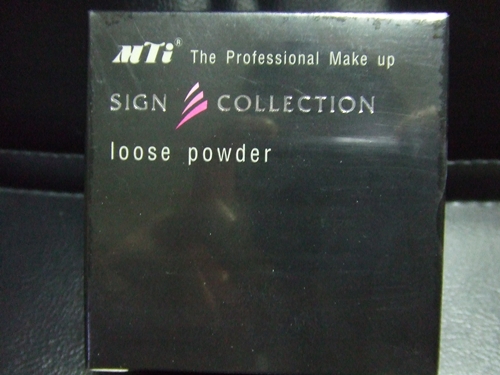 MTi® The Professional Make up
SIGN COLLECTION
loose powder